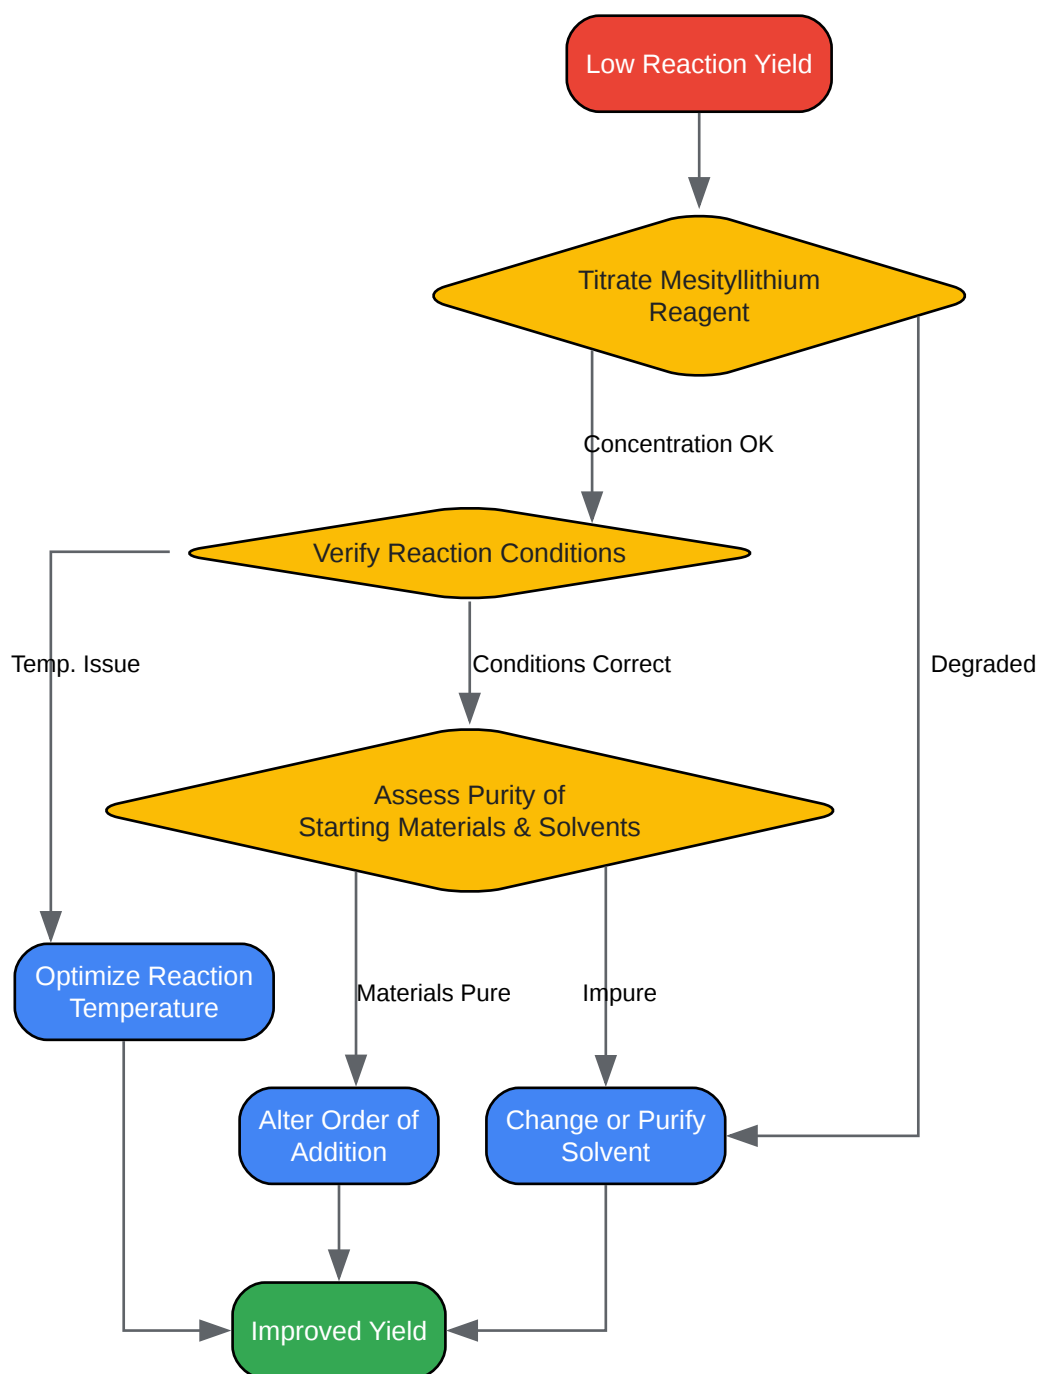 Low Reaction Yield
Titrate Mesityllithium
Reagent
Concentration OK
Verify Reaction Conditions
Temp. Issue
Conditions Correct
Degraded
Assess Purity of
Starting Materials & Solvents
Optimize Reaction
Temperature
Materials Pure
Impure
Alter Order of
Addition
Change or Purify
Solvent
Improved Yield